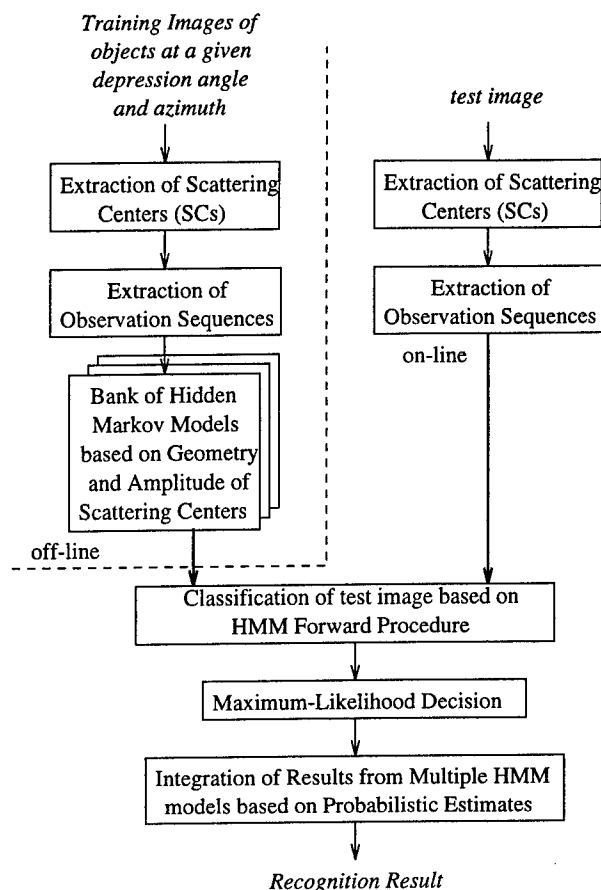 Training Images of
objects at a given
depression angle
and azimuth
test image
Extraction of Scattering
Centers (SCs)
Extraction of Scattering
Centers (SCs)
Extraction of
Observation Sequences
Extraction of
Observation Sequences
on-line
Bank of Hidden
Markov Models
based on Geometry
and Amplitude of
Scattering Centers
off-line
Classification of test image based on
HMM Forward Procedure
Maximum-Likelihood Decision
Integration of Results from Multiple HMM
models based on Probabilistic Estimates
Recognition Result